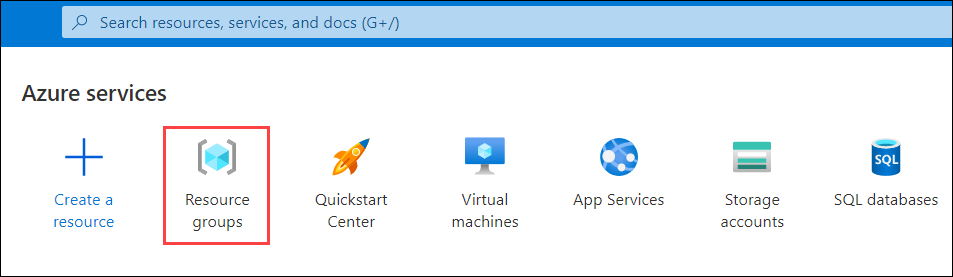 Search resources, services, and docs (G+/)
Azure services
Create a
resource
Resource
groups
Quickstart
Center
Virtual
machines
App Services
Storage
accounts
SQL
SQL databases